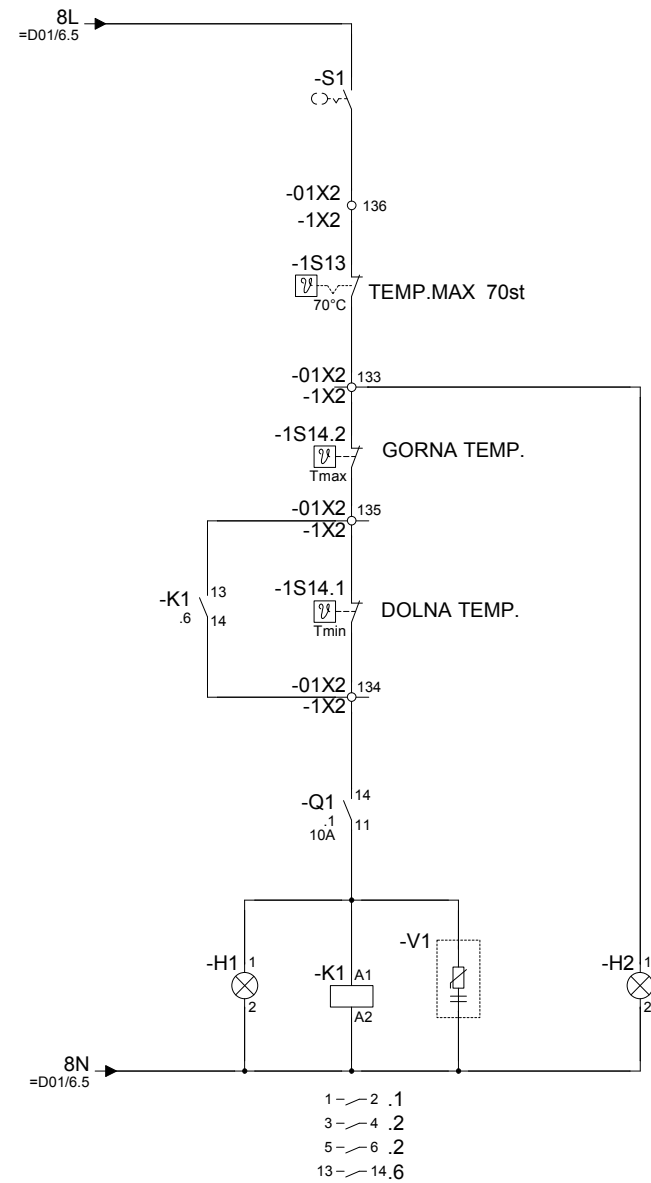 8L
=D01/6.5
-S1
-01X2
136
-1X2
-1S13
TEMP.MAX 70st
70°C
-01X2
133
-1X2
-1S14.2
GORNA TEMP.
Tmax
-01X2
135
-1X2
-K1
13
.6
14
-1S14.1
DOLNA TEMP.
Tmin
-01X2
134
-1X2
-Q1
14
.1
11
10A
-V1
-H1
1
2
-K1
A1
A2
-H2
1
2
8N
=D01/6.5
1 2 .1
3 4 .2
5 6 .2
13 14 .6